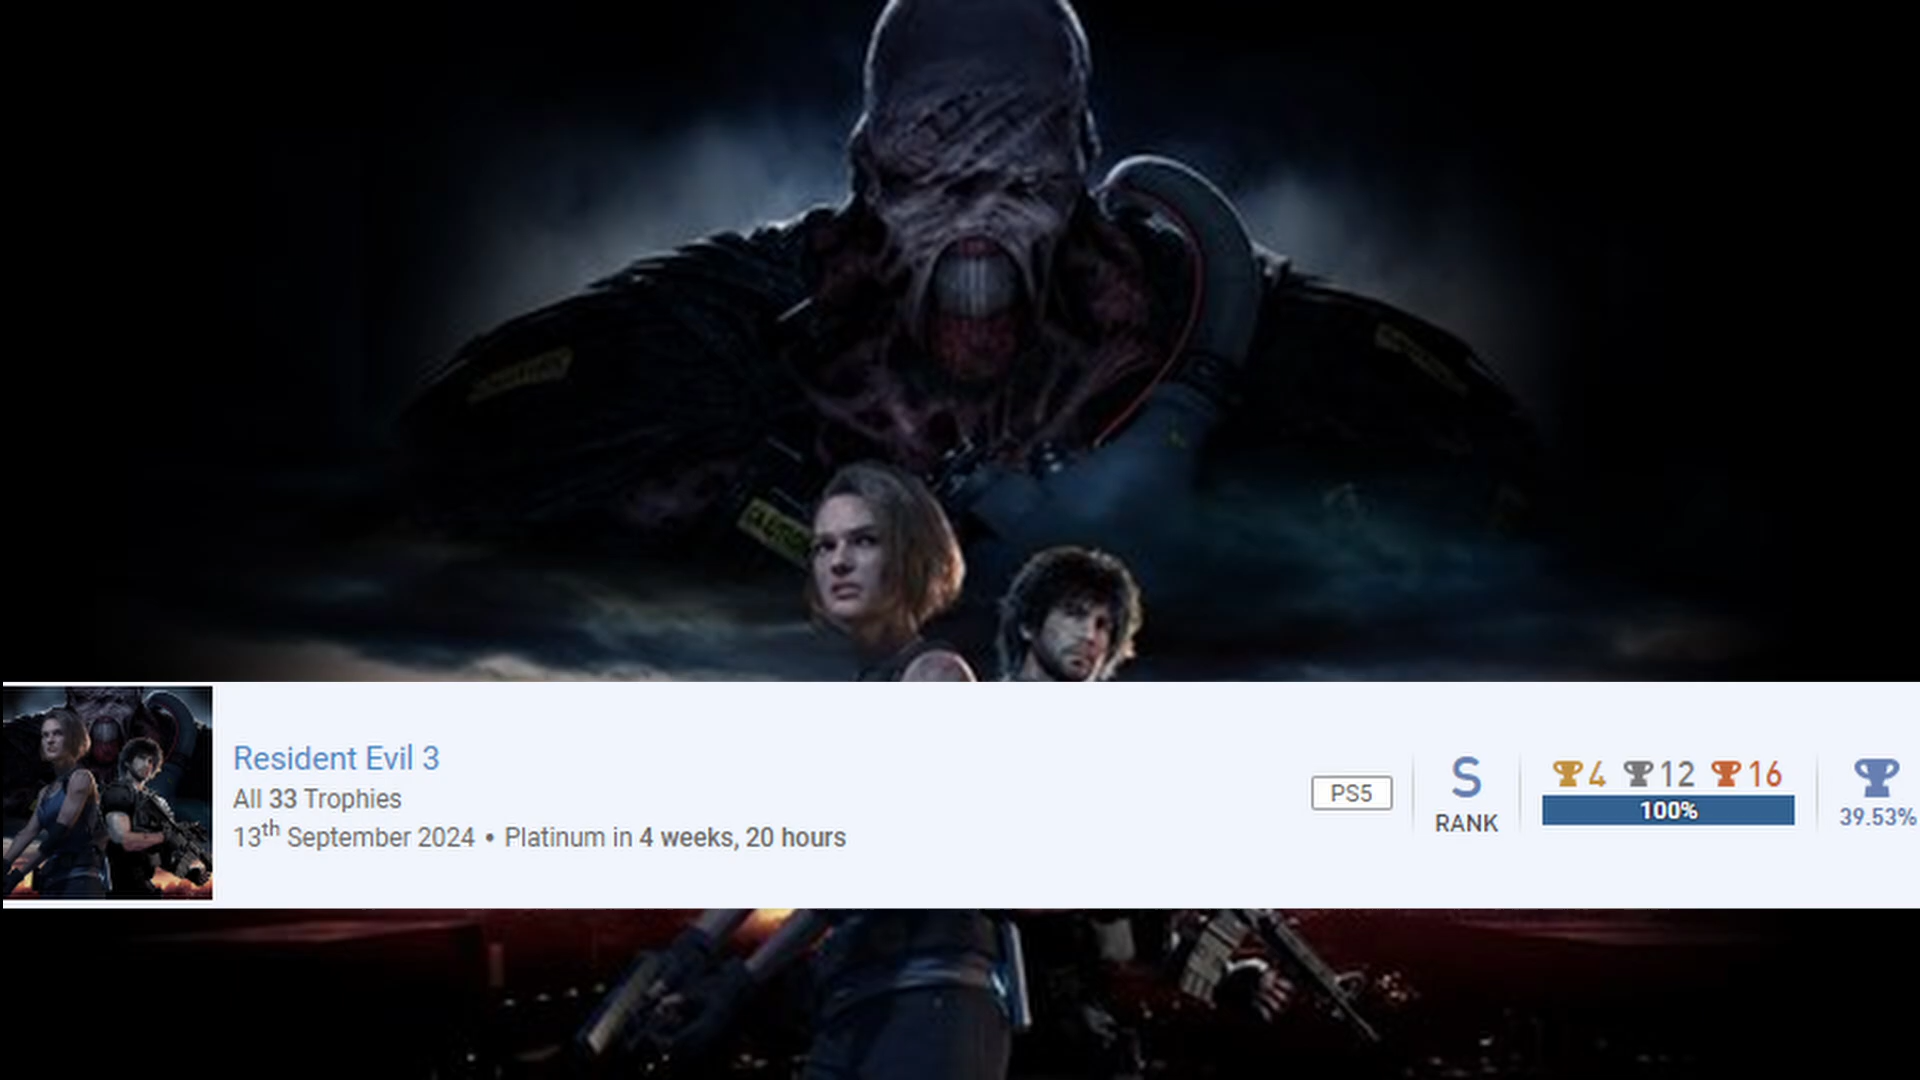 CAUTION
Resident Evil 3
All 33 Trophies
13th September 2024 • Platinum in 4 weeks, 20 hours
PS5
S
RANK
4 12 16
100%
39.53%